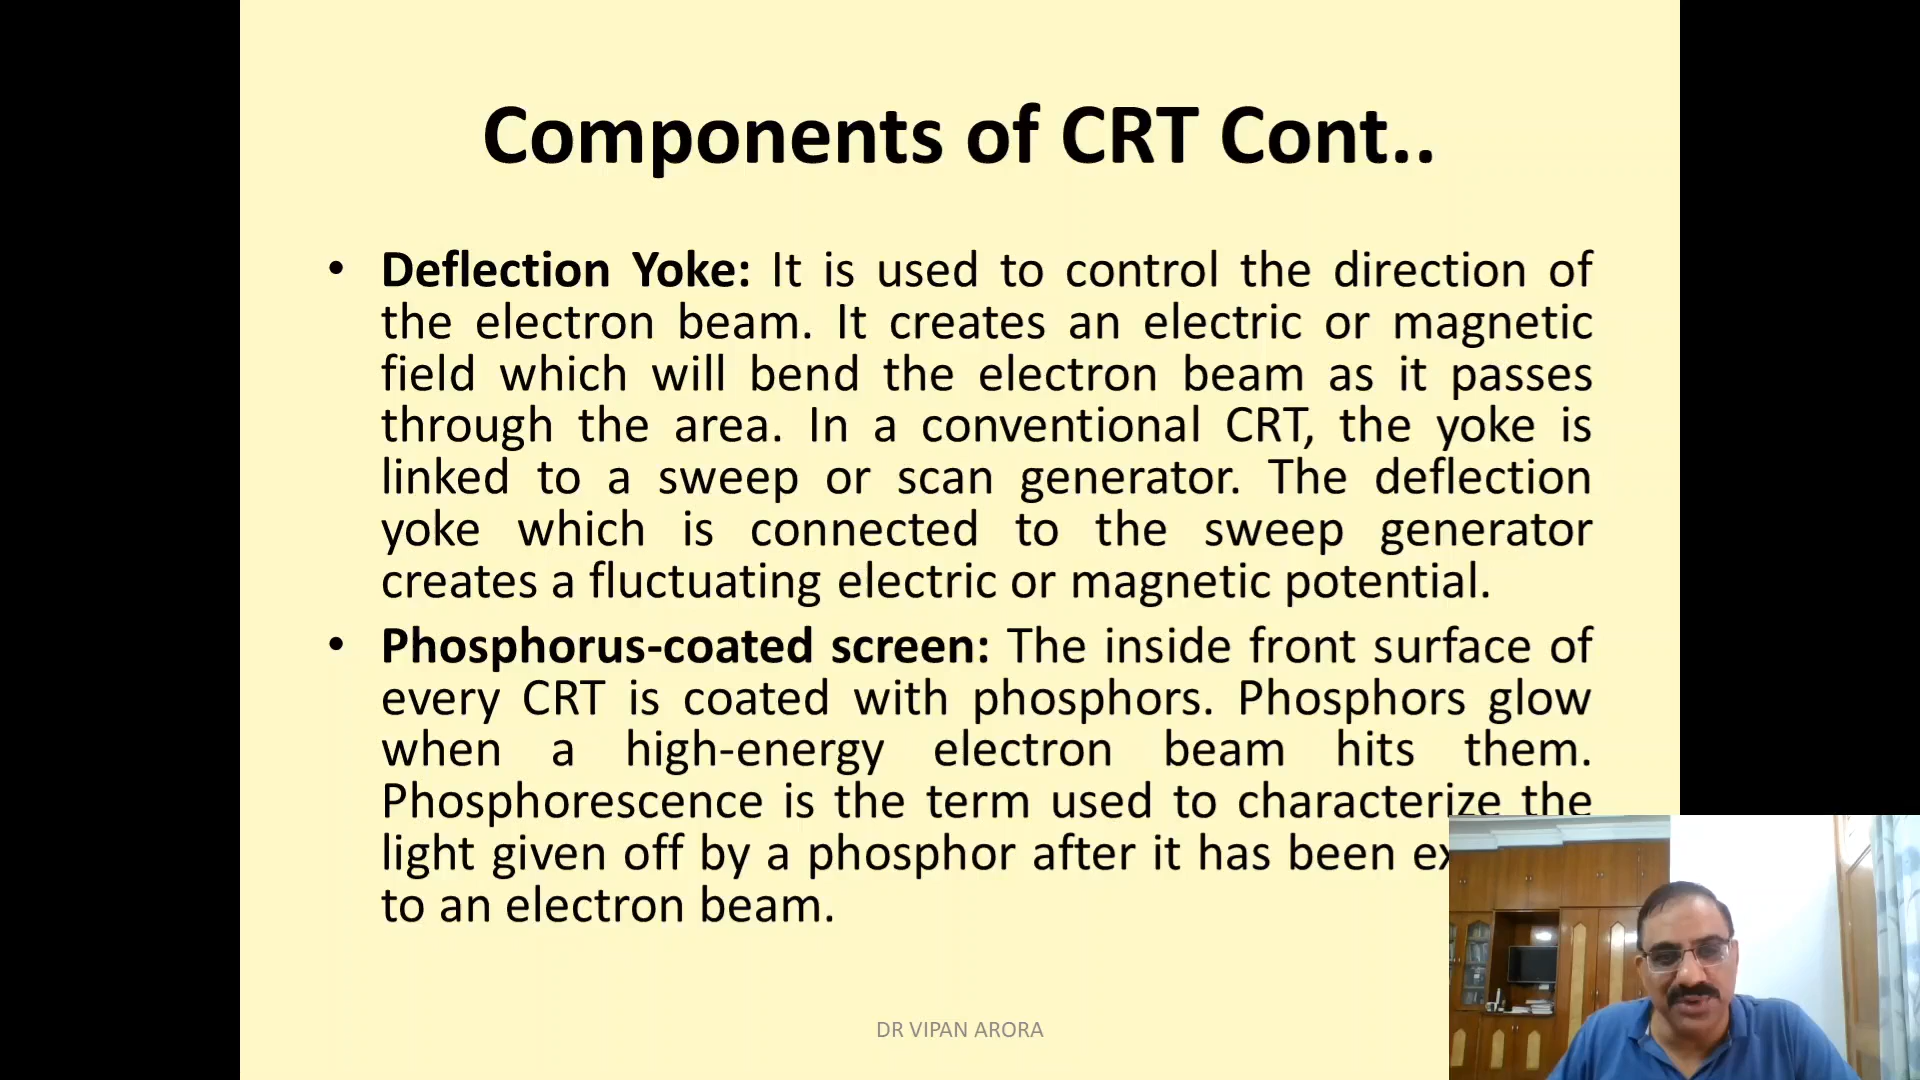 Components of CRT Cont..
• Deflection Yoke: It is used to control the direction of
the electron beam. It creates an electric or magnetic
field which will bend the electron beam as it passes
through the area. In a conventional CRT, the yoke is
linked to a sweep or scan generator. The deflection
yoke which is connected to the sweep generator
creates a fluctuating electric or magnetic potential.
• Phosphorus-coated screen: The inside front surface of
every CRT is coated with phosphors. Phosphors glow
when a high-energy electron beam hits them.
Phosphorescence is the term used to characterize the
light given off by a phosphor after it has been
to an electron beam.
DR VIPAN ARORA